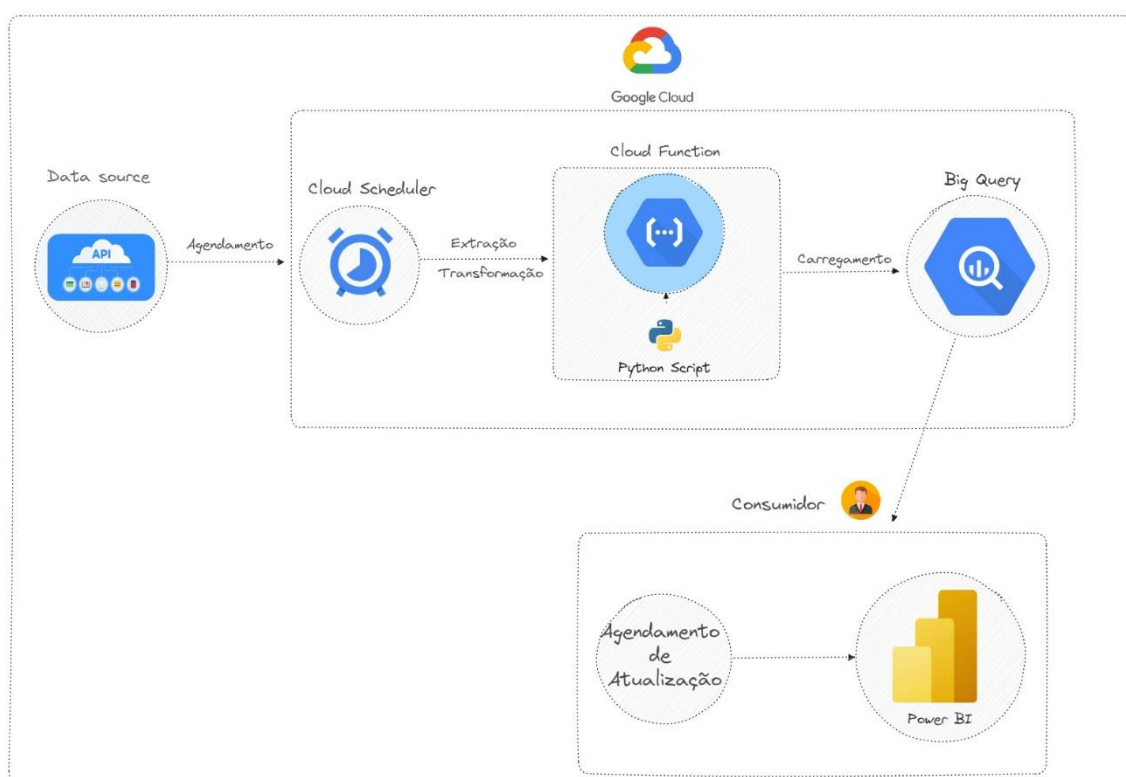 Google Cloud
Data source
API
Agendamento
Cloud Scheduler
Extração
Transformação
Cloud Function
Python Script
Carregamento
Big Query
Consumidor
Agendamento
de
Atualização
Power BI